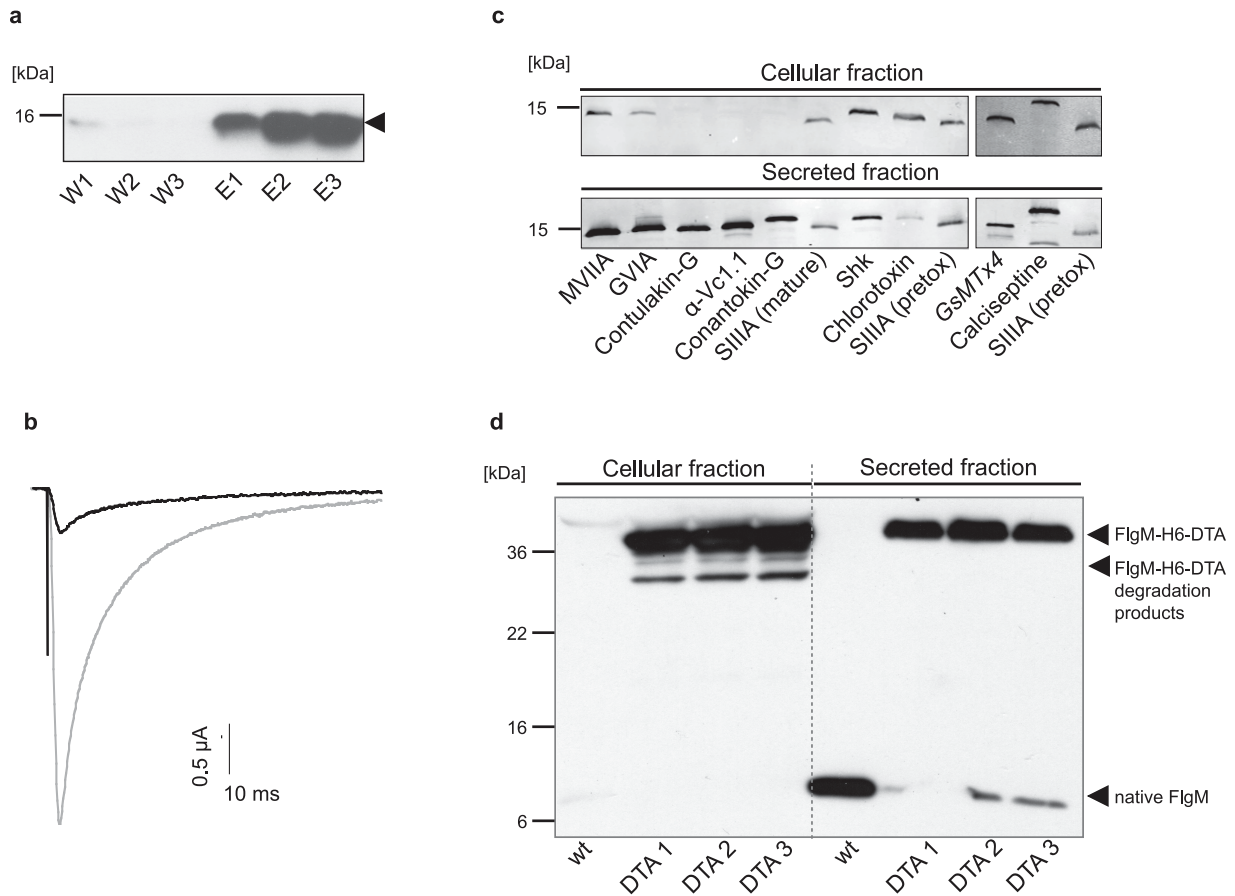 a
[kDa]
16
W1
W2
W3
E1
E2
E3
c
[kDa]
Cellular fraction
15
Secreted fraction
15
MVIIA
GVIA
Contulakin-G
α-Vc1.1
Conantokin-G
SIIIA (mature)
Shk
Chlorotoxin
SIIIA (pretox)
GsMTx4
Calciseptine
SIIIA (pretox)
b
0.5 µA
10 ms
d
[kDa]
Cellular fraction
Secreted fraction
36
22
16
6
FlgM-H6-DTA
FlgM-H6-DTA
degradation
products
native FlgM
wt
DTA 1
DTA 2
DTA 3
wt
DTA 1
DTA 2
DTA 3